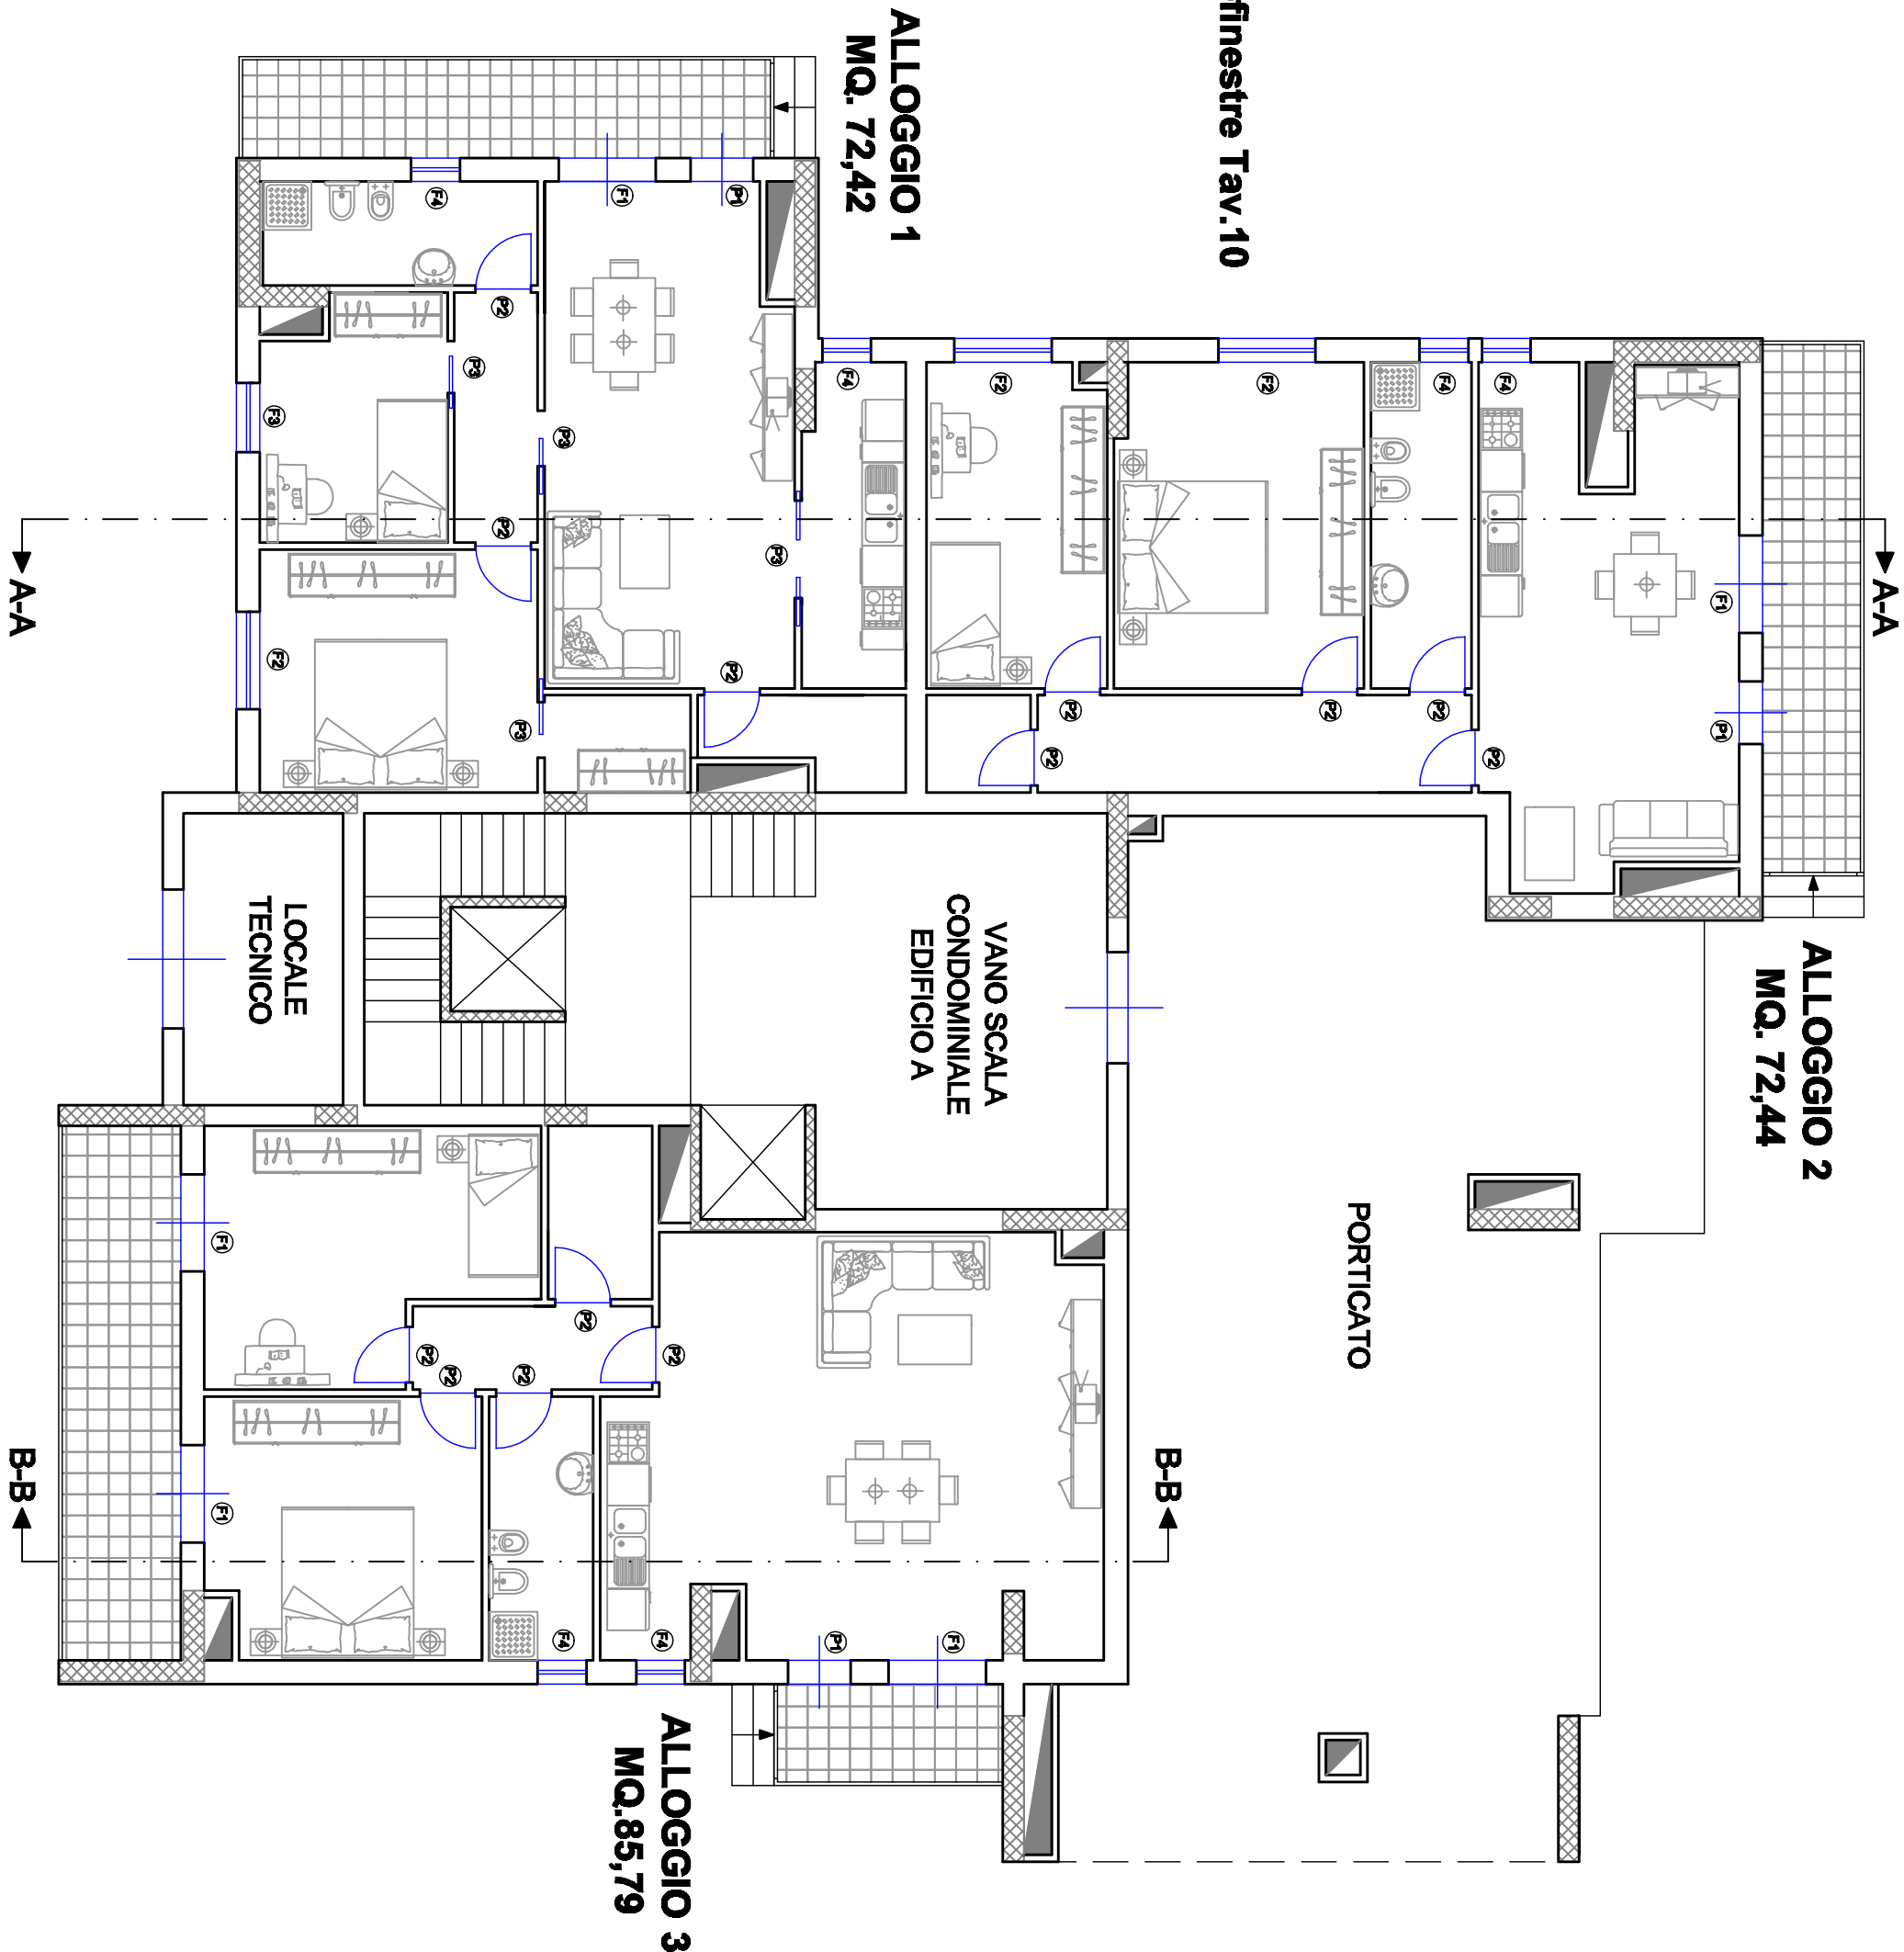 finestre Tav.10
ALLOGGIO 1
MQ. 72,42
F4
F1
P1
P2
P3
F3
P3
P2
F2
P3
P3
P2
F4
A-A
A-A
F2
F2
F4
F4
F1
P1
P2
P2
P2
P2
P2
ALLOGGIO 2
MQ. 72,44
LOCALE
TECNICO
VANO SCALA
CONDOMINIALE
EDIFICIO A
PORTICATO
F1
P2
P2
P2
P2
P2
F1
F4
F4
P1
F1
B-B
B-B
ALLOGGIO 3
MQ.85,79